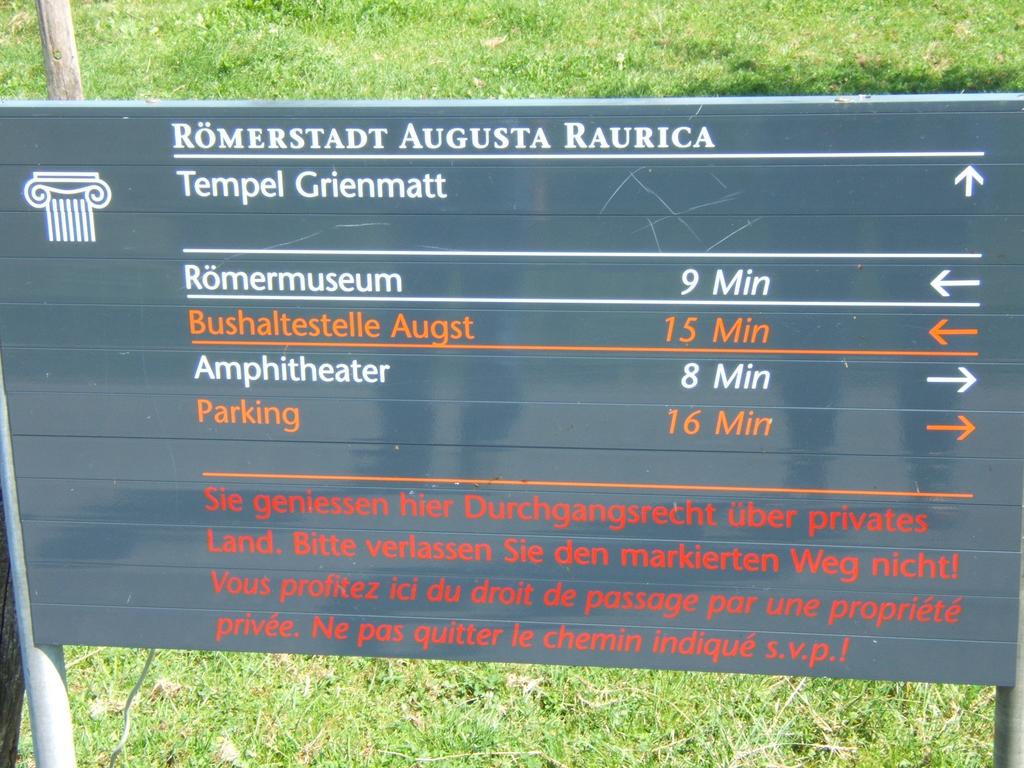 RÖMERSTADT AUGUSTA RAURICA
Tempel Grienmatt ↑
Römermuseum 9 Min ←
Bushaltestelle Augst 15 Min ←
Amphitheater 8 Min →
Parking 16 Min →
Sie geniessen hier Durchgangsrecht über privates
Land. Bitte verlassen Sie den markierten Weg nicht!
Vous profitez ici du droit de passage par une propriété
privée. Ne pas quitter le chemin indiqué s.v.p.!